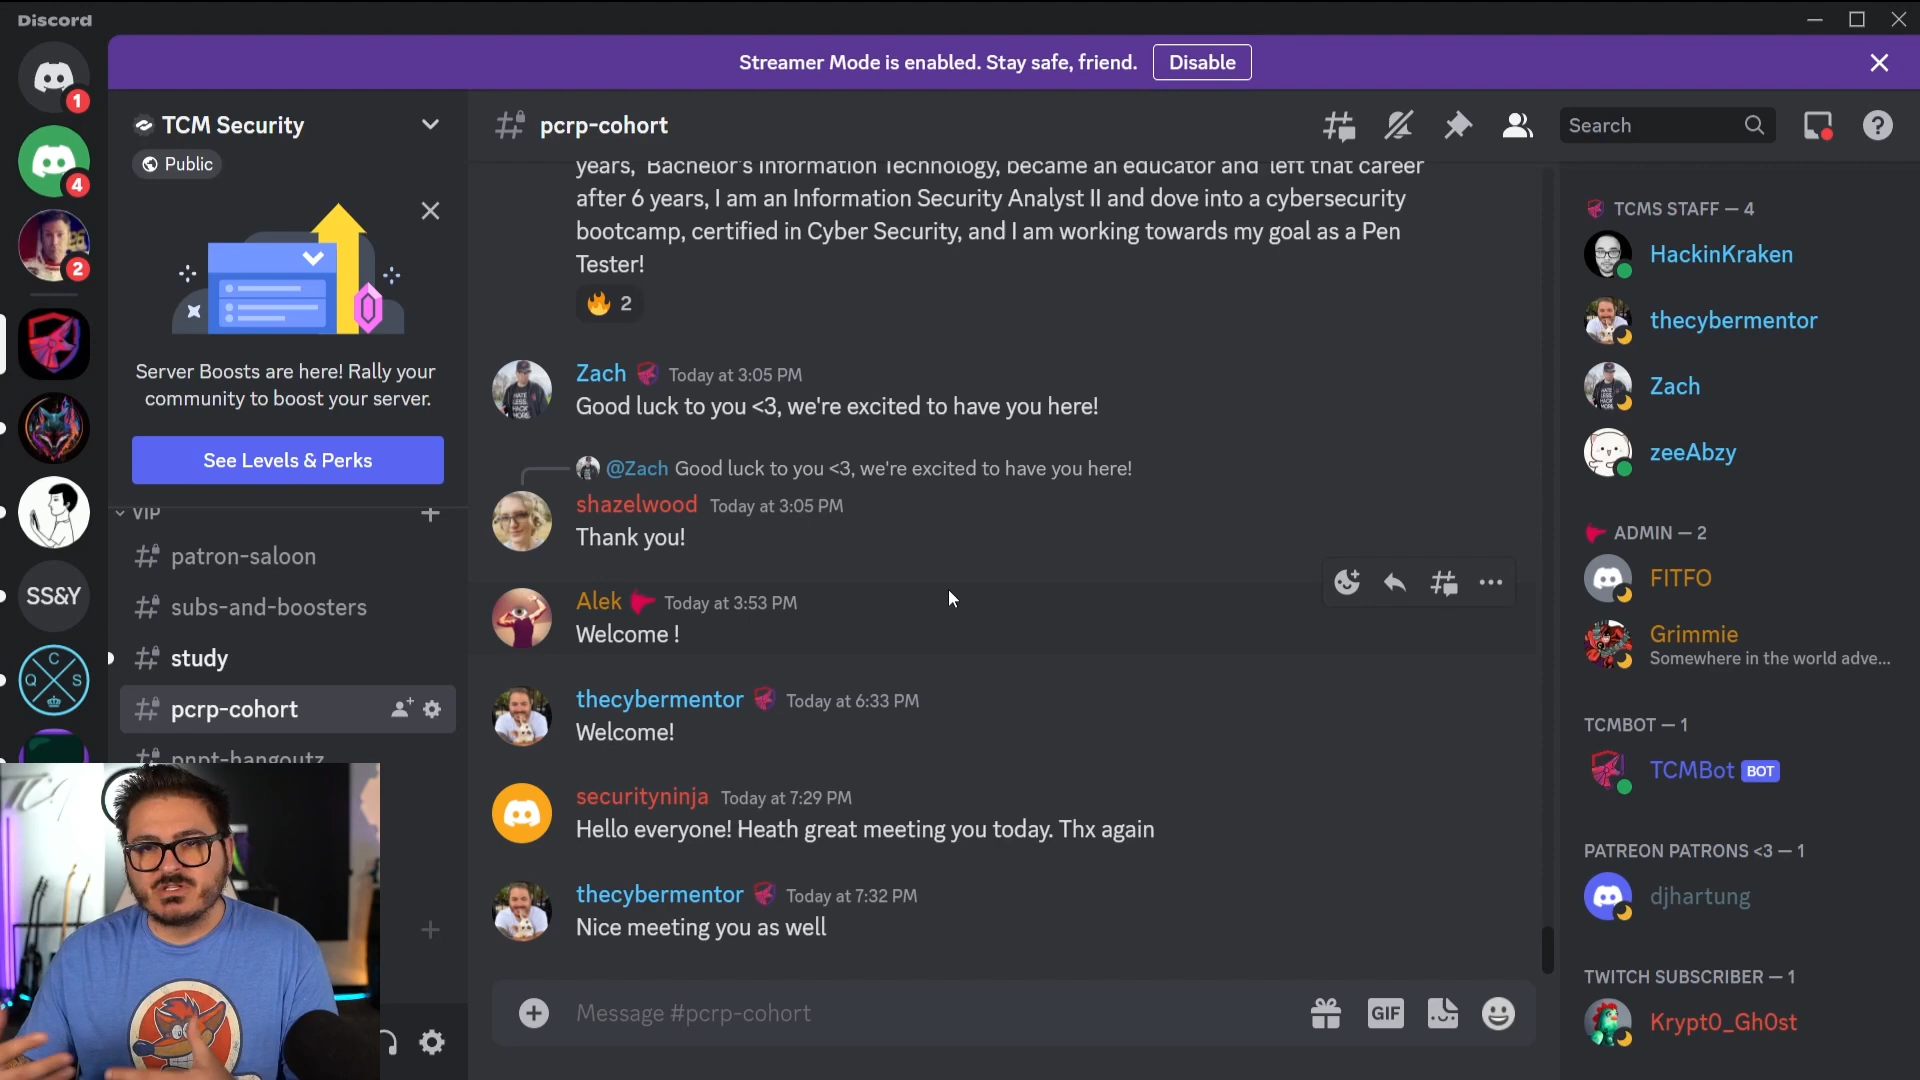 Discord
Streamer Mode is enabled. Stay safe, friend.
Disable
1
4
2
SS&Y
C
Q S
TCM Security
Public
Server Boosts are here! Rally your
community to boost your server.
See Levels & Perks
VIP
patron-saloon
subs-and-boosters
study
pcrp-cohort
pnpt-hangoutz
pcrp-cohort
Search
years, Bachelor's Information Technology, became an educator and left that career
after 6 years, I am an Information Security Analyst II and dove into a cybersecurity
bootcamp, certified in Cyber Security, and I am working towards my goal as a Pen
Tester!
2
Zach Today at 3:05 PM
Good luck to you <3, we're excited to have you here!
@Zach Good luck to you <3, we're excited to have you here!
shazelwood Today at 3:05 PM
Thank you!
Alek Today at 3:53 PM
Welcome !
thecybermentor Today at 6:33 PM
Welcome!
securityninja Today at 7:29 PM
Hello everyone! Heath great meeting you today. Thx again
thecybermentor Today at 7:32 PM
Nice meeting you as well
Message #pcrp-cohort
GIF
TCMS STAFF — 4
HackinKraken
thecybermentor
Zach
zeeAbzy
ADMIN — 2
FITFO
Grimmie
Somewhere in the world adve...
TCMBOT — 1
TCMBot BOT
PATREON PATRONS <3 — 1
djhartung
TWITCH SUBSCRIBER — 1
Krypt0_Gh0st